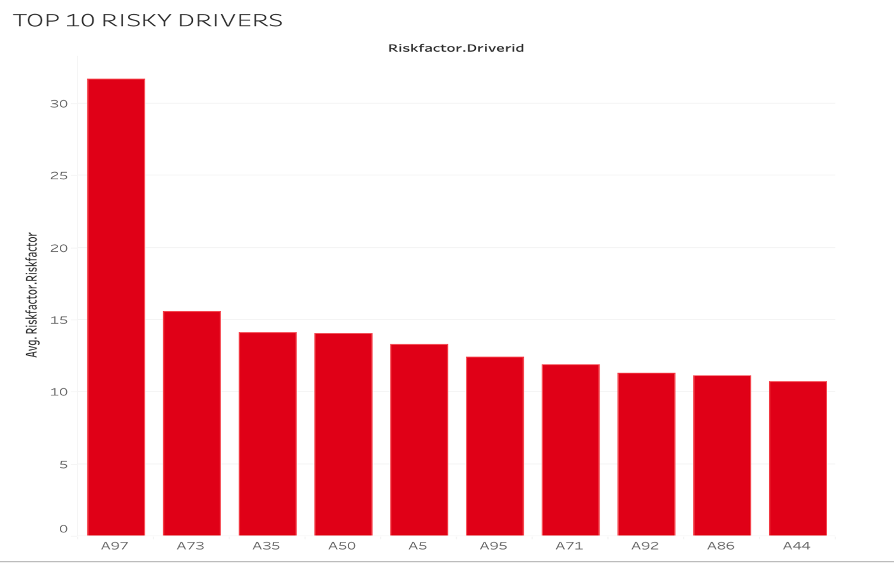 TOP 10 RISKY DRIVERS
Riskfactor.Driverid
Avg. Riskfactor.Riskfactor
30
25
20
15
10
5
0
A97 A73 A35 A50 A5 A95 A71 A92 A86 A44